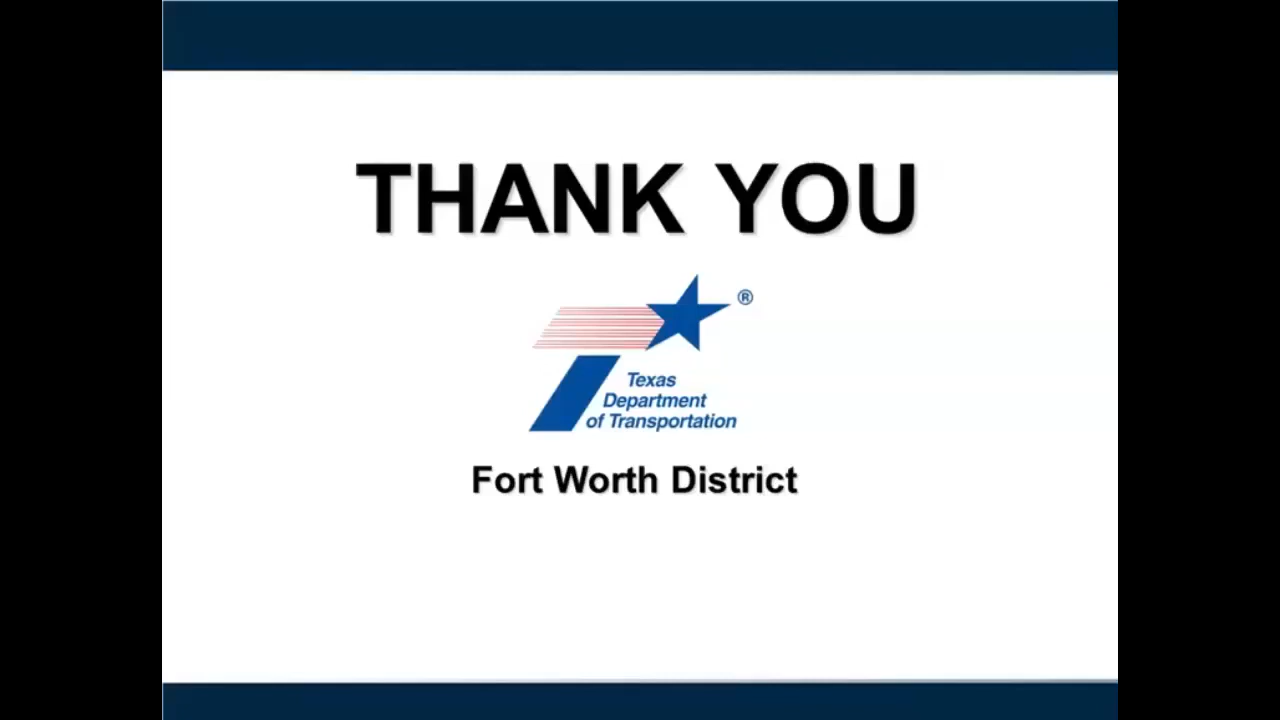 THANK YOU
®
Texas
Department
of Transportation
Fort Worth District